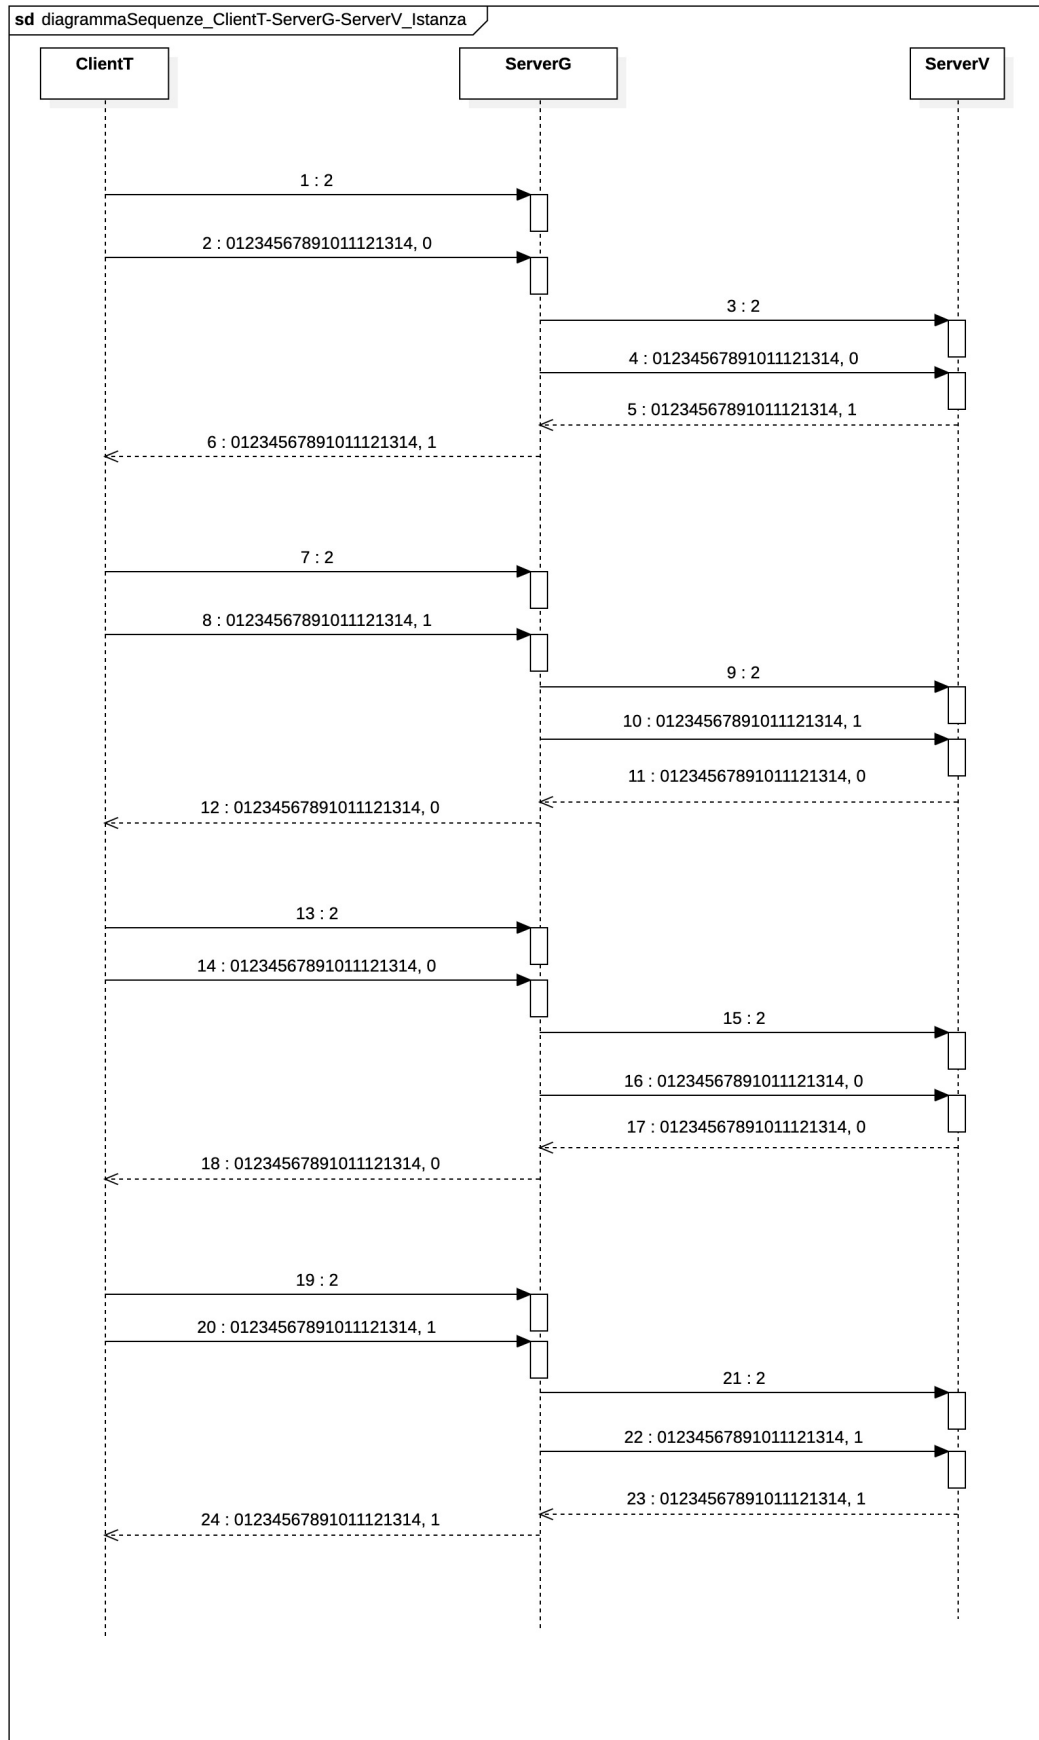 sd diagrammaSequenze_ClientT-ServerG-ServerV_Istanza
ClientT
ServerG
ServerV
1 : 2
2 : 01234567891011121314, 0
3 : 2
4 : 01234567891011121314, 0
5 : 01234567891011121314, 1
6 : 01234567891011121314, 1
7 : 2
8 : 01234567891011121314, 1
9 : 2
10 : 01234567891011121314, 1
11 : 01234567891011121314, 0
12 : 01234567891011121314, 0
13 : 2
14 : 01234567891011121314, 0
15 : 2
16 : 01234567891011121314, 0
17 : 01234567891011121314, 0
18 : 01234567891011121314, 0
19 : 2
20 : 01234567891011121314, 1
21 : 2
22 : 01234567891011121314, 1
23 : 01234567891011121314, 1
24 : 01234567891011121314, 1